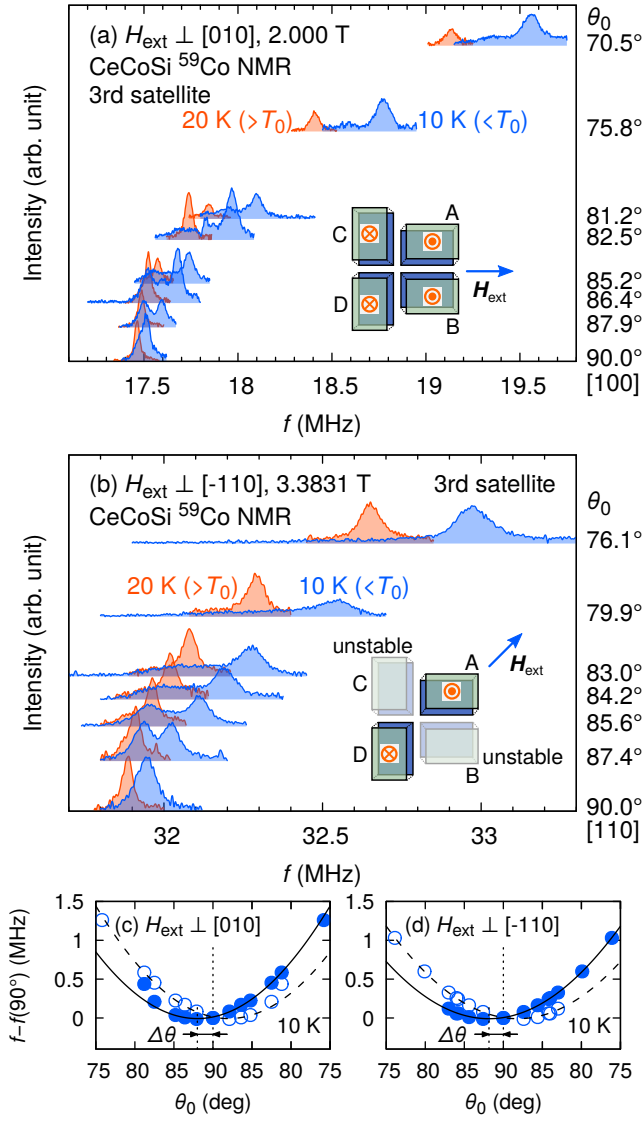 (a) Hext ⊥ [010], 2.000 T
CeCoSi 59Co NMR
3rd satellite
20 K (>T0)
10 K (<T0)
θ0
70.5°
75.8°
81.2°
82.5°
85.2°
86.4°
87.9°
90.0°
[100]
A
C
D
B
Hext
Intensity (arb. unit)
17.5 18 18.5 19 19.5
f (MHz)
(b) Hext ⊥ [-110], 3.3831 T
3rd satellite
CeCoSi 59Co NMR
20 K (>T0)
10 K (<T0)
θ0
76.1°
79.9°
83.0°
84.2°
85.6°
87.4°
90.0°
[110]
unstable
A
C
Hext
D
unstable
B
Intensity (arb. unit)
32 32.5 33
f (MHz)
(c) Hext ⊥ [010]
1.5
1
0.5
0
f−f(90°) (MHz)
Δθ
10 K
75 80 85 90 85 80 75
θ0 (deg)
(d) Hext ⊥ [-110]
1.5
1
0.5
0
Δθ
10 K
75 80 85 90 85 80 75
θ0 (deg)